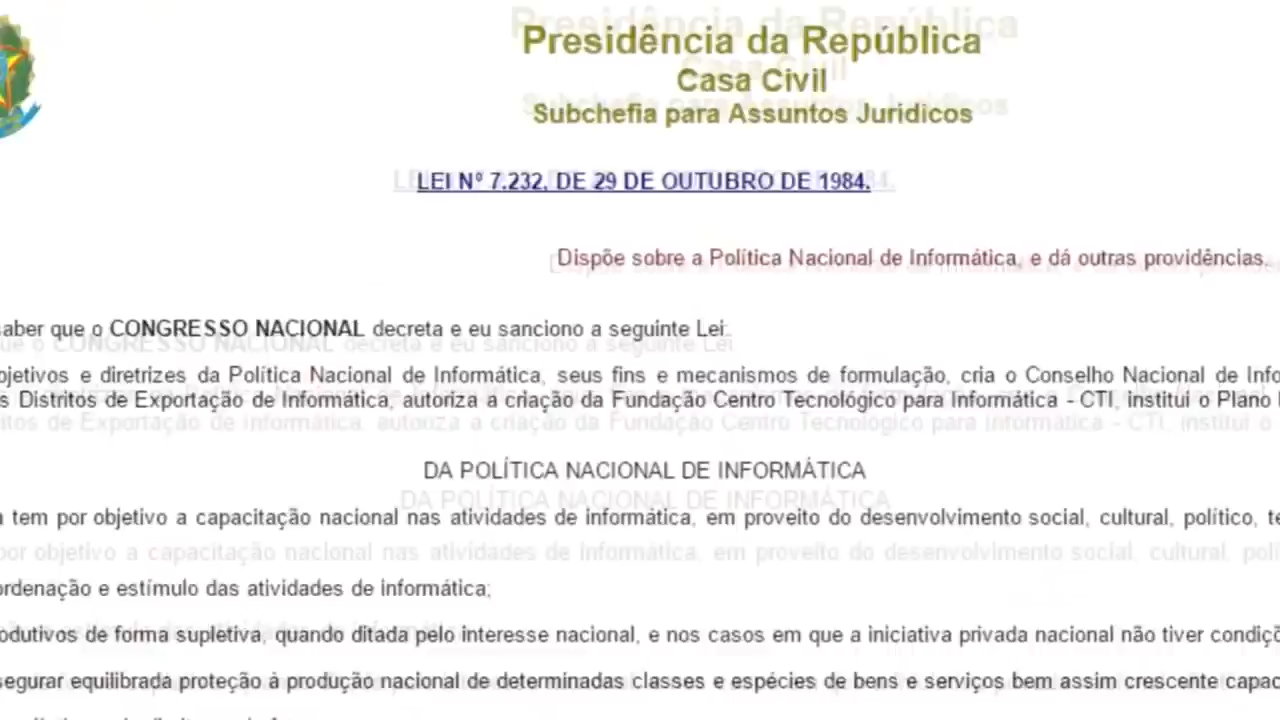 Presidência da República
Casa Civil
Subchefia para Assuntos Jurídicos
LEI Nº 7.232, DE 29 DE OUTUBRO DE 1984.
Dispõe sobre a Política Nacional de Informática, e dá outras providências.
saber que o CONGRESSO NACIONAL decreta e eu sanciono a seguinte Lei:
objetivos e diretrizes da Política Nacional de Informática, seus fins e mecanismos de formulação, cria o Conselho Nacional de Info
s Distritos de Exportação de Informática, autoriza a criação da Fundação Centro Tecnológico para Informática - CTI, institui o Plano
DA POLÍTICA NACIONAL DE INFORMÁTICA
a tem por objetivo a capacitação nacional nas atividades de informática, em proveito do desenvolvimento social, cultural, político, te
ordenação e estímulo das atividades de informática;
odutivos de forma supletiva, quando ditada pelo interesse nacional, e nos casos em que a iniciativa privada nacional não tiver condiçõ
segurar equilibrada proteção à produção nacional de determinadas classes e espécies de bens e serviços bem assim crescente capac